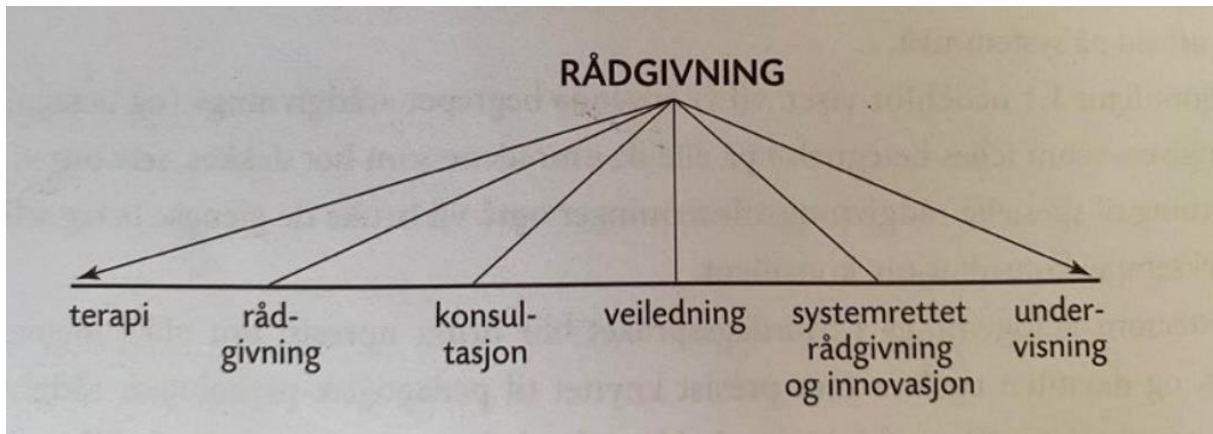 RÅDGIVNING
terapi
råd-
givning
konsul-
tasjon
veiledning
systemrettet
rådgivning
og innovasjon
under-
visning